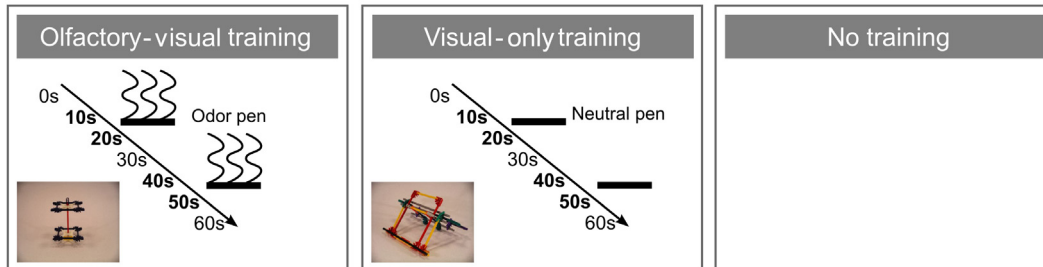 Olfactory-visual training
0s
10s
Odor pen
20s
30s
40s
50s
60s
Visual-only training
0s
10s
Neutral pen
20s
30s
40s
50s
60s
No training